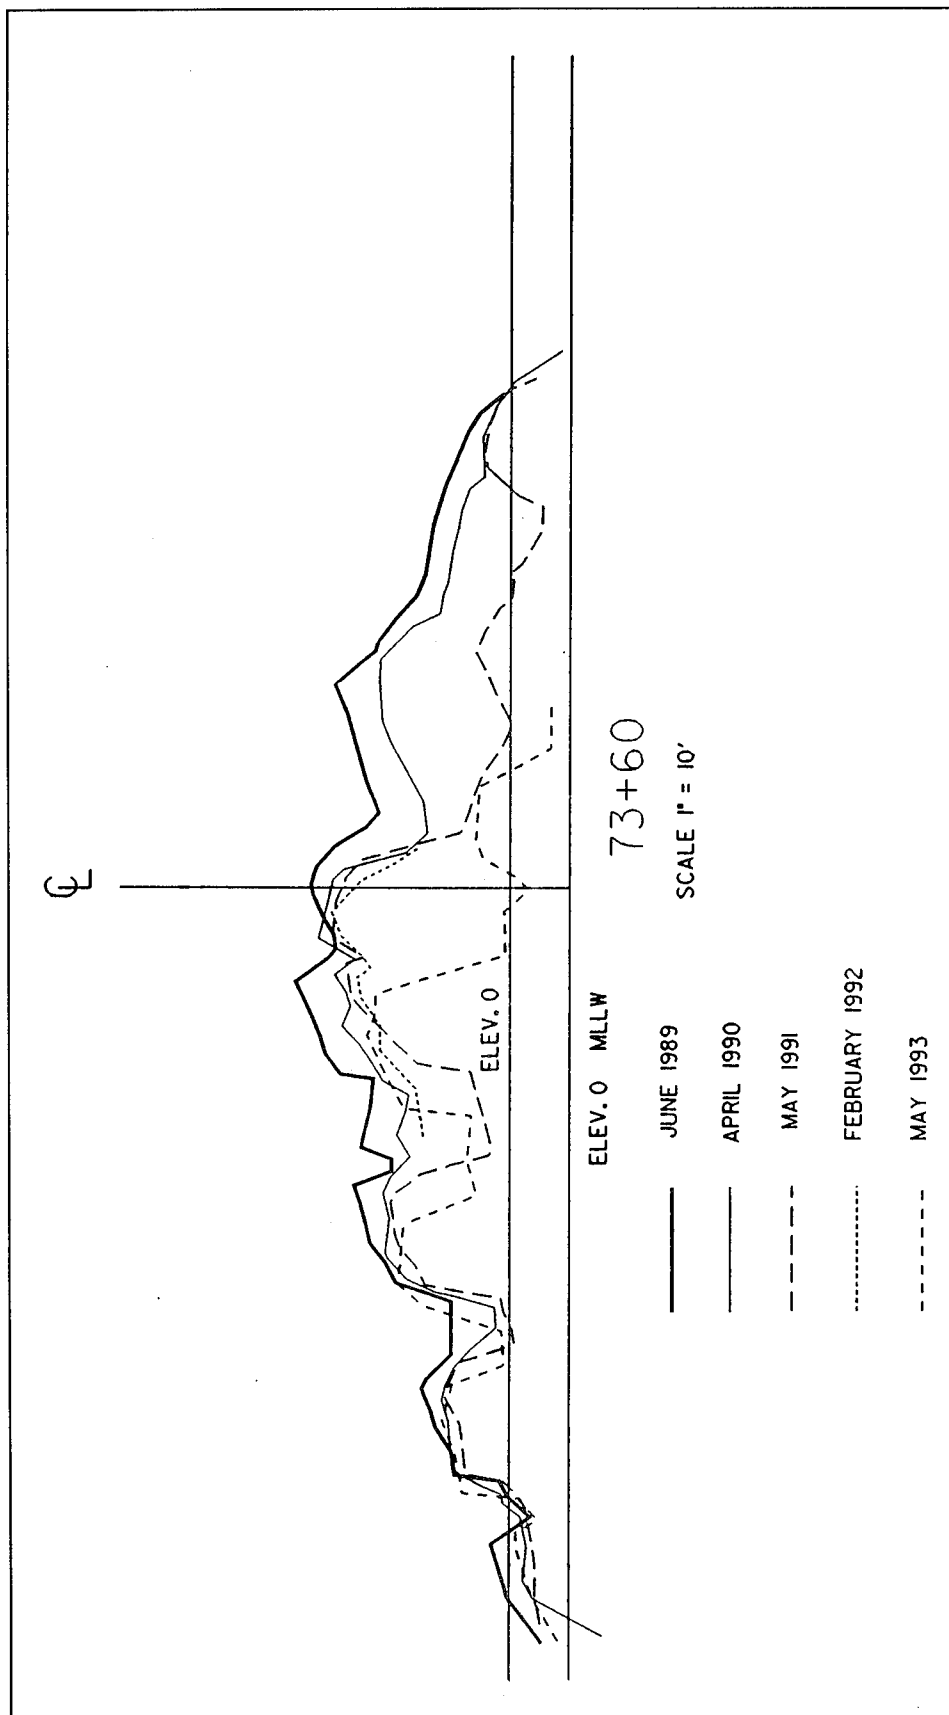 ℄
ELEV. 0
73+60
SCALE 1" = 10'
ELEV. 0 MLLW
JUNE 1989
APRIL 1990
MAY 1991
FEBRUARY 1992
MAY 1993